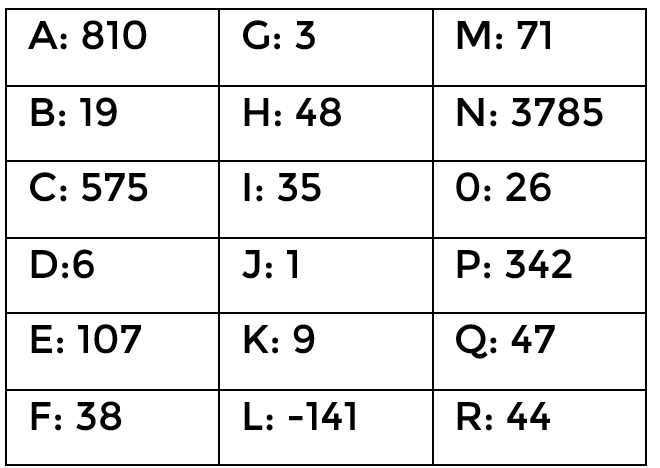 A: 810 G: 3 M: 71
B: 19 H: 48 N: 3785
C: 575 I: 35 0: 26
D:6 J: 1 P: 342
E: 107 K: 9 Q: 47
F: 38 L: -141 R: 44